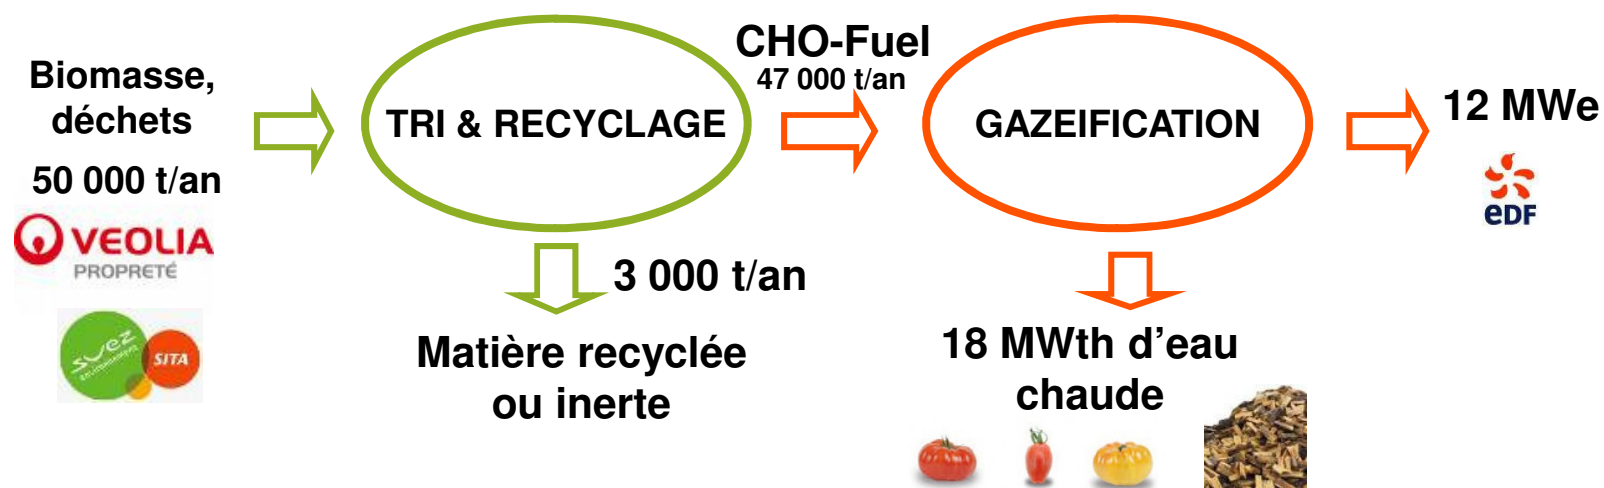 Biomasse,
déchets
50 000 t/an
VEOLIA
PROPRETÉ
suez
SITA
TRI & RECYCLAGE
3 000 t/an
Matière recyclée
ou inerte
CHO-Fuel
47 000 t/an
GAZEIFICATION
18 MWth d’eau
chaude
12 MWe
eDF